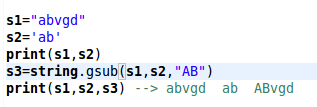 s1="abvgd"
s2='ab'
print(s1,s2)
s3=string.gsub(s1,s2,"AB")
print(s1,s2,s3) --> abvgd  ab  ABvgd